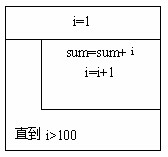 i=1
sum=sum+ i
i=i+1
直到 i>100